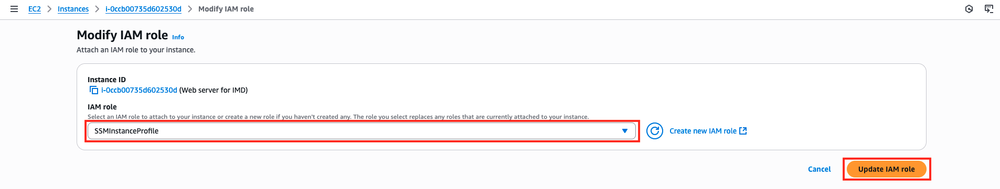 EC2 > Instances > i-0ccb00735d602530d > Modify IAM role
Modify IAM role Info
Attach an IAM role to your instance.
Instance ID
i-0ccb00735d602530d (Web server for IMD)
IAM role
Select an IAM role to attach to your instance or create a new role if you haven't created any. The role you select replaces any roles that are currently attached to your instance.
SSMInstanceProfile
Create new IAM role
Cancel
Update IAM role